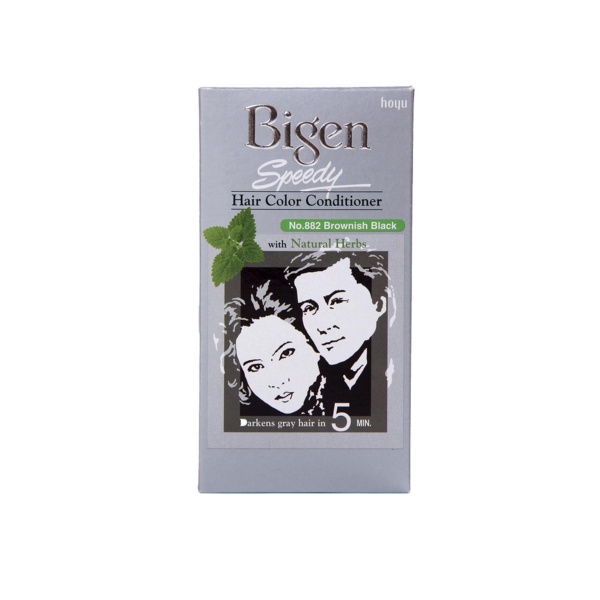 hoyu
Bigen
Speedy
Hair Color Conditioner
No.882 Brownish Black
with Natural Herbs
Darkens gray hair in 5 MIN.